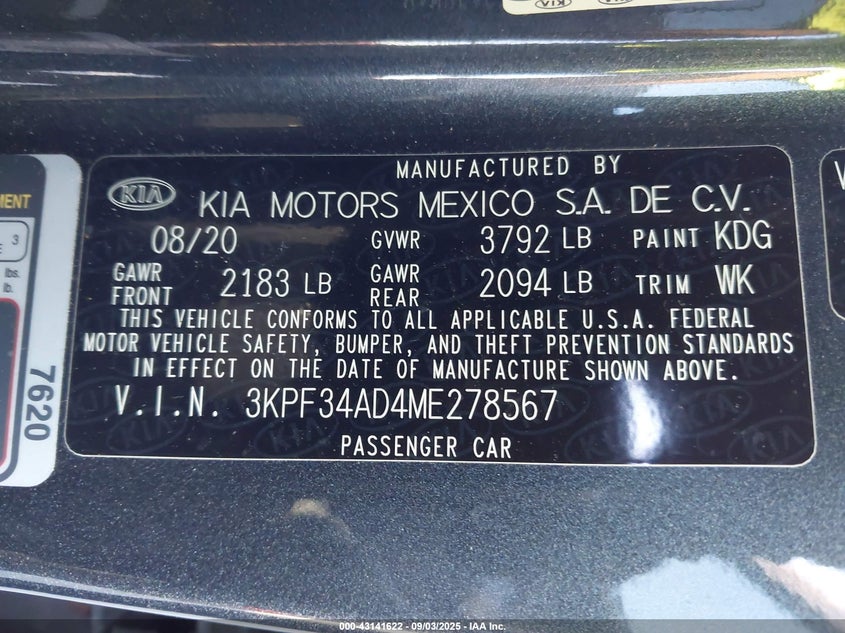 MANUFACTURED BY
KIA KIA MOTORS MEXICO S.A. DE C.V.
08/20 GVWR 3792 LB PAINT KDG
GAWR FRONT 2183 LB GAWR REAR 2094 LB TRIM WK
THIS VEHICLE CONFORMS TO ALL APPLICABLE U.S.A. FEDERAL
MOTOR VEHICLE SAFETY, BUMPER, AND THEFT PREVENTION STANDARDS
IN EFFECT ON THE DATE OF MANUFACTURE SHOWN ABOVE.
V.I.N. 3KPF34AD4ME278567
PASSENGER CAR
3
lbs.
lb.
7620
000-43141622 - 09/03/2025 - IAA Inc.